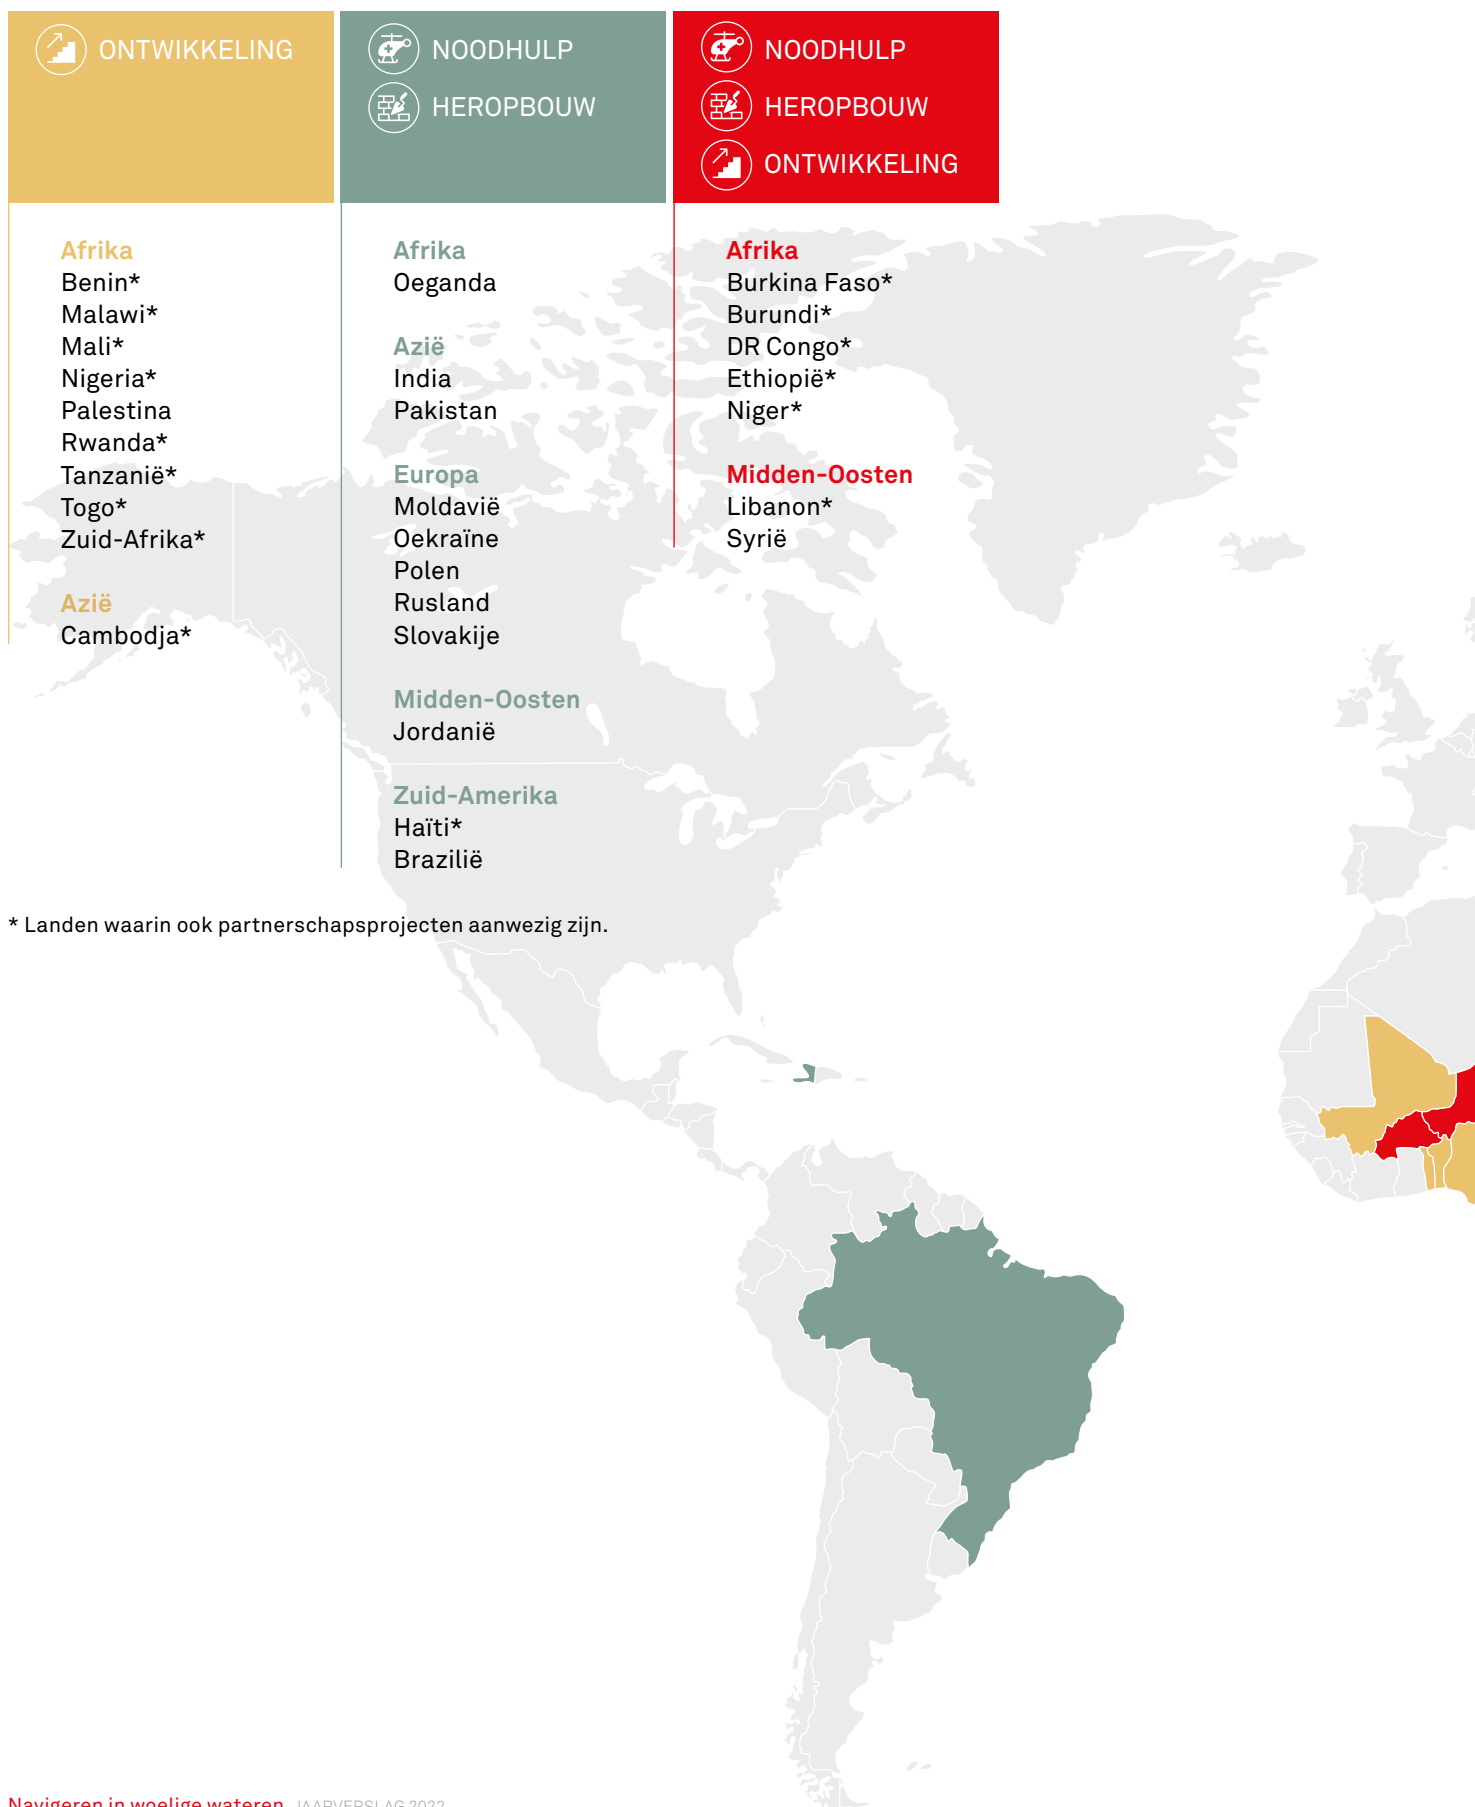 ONTWIKKELING
Afrika
Benin*
Malawi*
Mali*
Nigeria*
Palestina
Rwanda*
Tanzanië*
Togo*
Zuid-Afrika*
Azië
Cambodja*
NOODHULP
HEROPBOUW
Afrika
Oeganda
Azië
India
Pakistan
Europa
Moldavië
Oekraïne
Polen
Rusland
Slovakije
Midden-Oosten
Jordanië
Zuid-Amerika
Haïti*
Brazilië
NOODHULP
HEROPBOUW
ONTWIKKELING
Afrika
Burkina Faso*
Burundi*
DR Congo*
Ethiopië*
Niger*
Midden-Oosten
Libanon*
Syrië
* Landen waarin ook partnerschapsprojecten aanwezig zijn.
Navigeren in woelige wateren JAARVERSLAG 2022